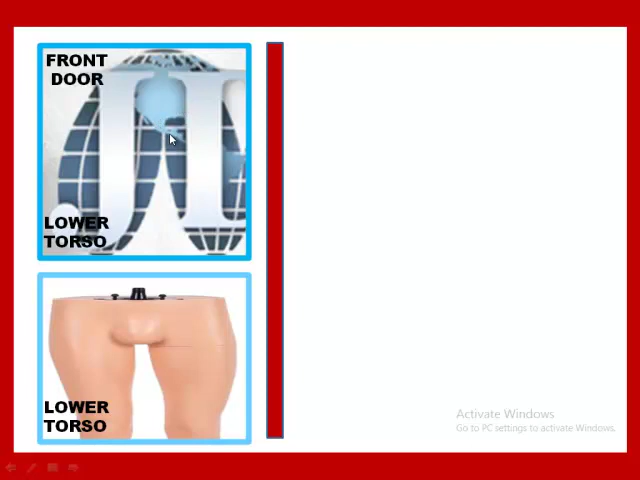 FRONT
DOOR
LOWER
TORSO
LOWER
TORSO
Activate Windows
Go to PC settings to activate Windows.